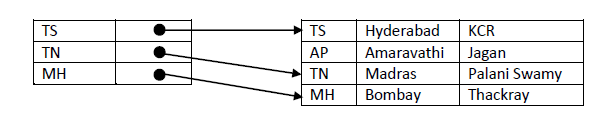 TS
TN
MH
TS Hyderabad KCR
AP Amaravathi Jagan
TN Madras Palani Swamy
MH Bombay Thackray